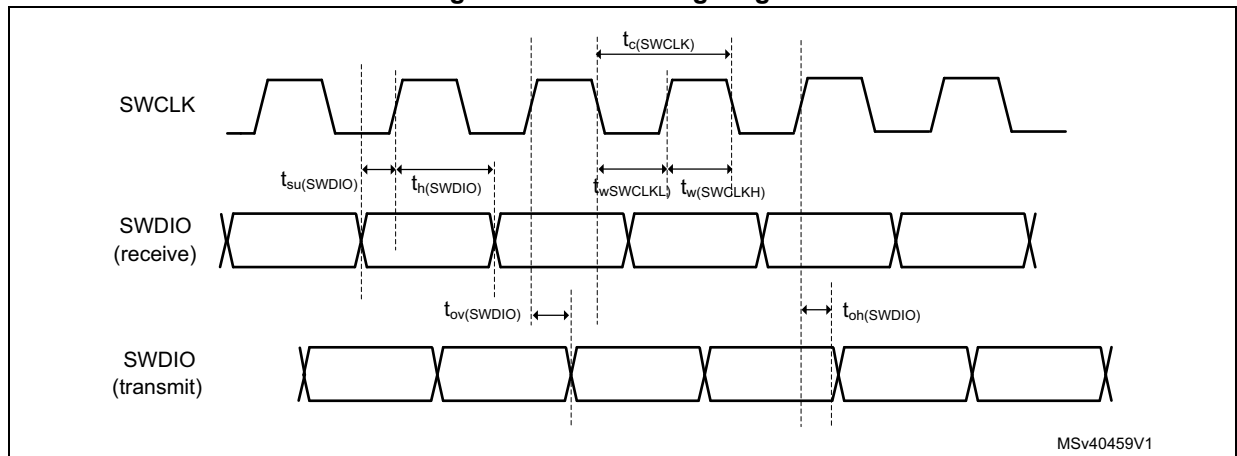 tc(SWCLK)
SWCLK
tsu(SWDIO)
th(SWDIO)
twSWCLKL)
tw(SWCLKH)
SWDIO
(receive)
tov(SWDIO)
toh(SWDIO)
SWDIO
(transmit)
MSv40459V1